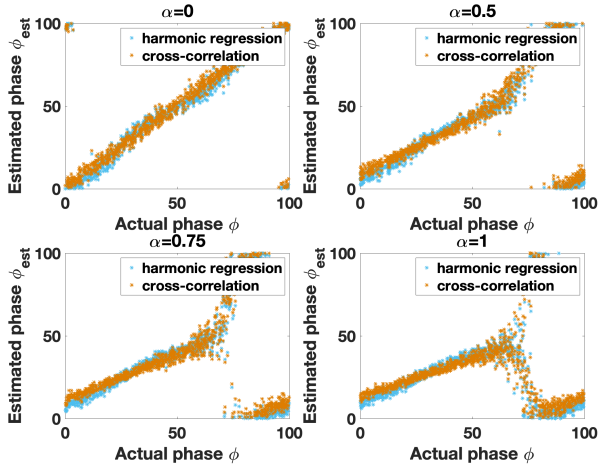 α=0
Estimated phase ϕest
100
50
0
harmonic regression
cross-correlation
0 50 100
Actual phase ϕ
α=0.5
Estimated phase ϕest
100
50
0
harmonic regression
cross-correlation
0 50 100
Actual phase ϕ
α=0.75
Estimated phase ϕest
100
50
0
harmonic regression
cross-correlation
0 50 100
Actual phase ϕ
α=1
Estimated phase ϕest
100
50
0
harmonic regression
cross-correlation
0 50 100
Actual phase ϕ